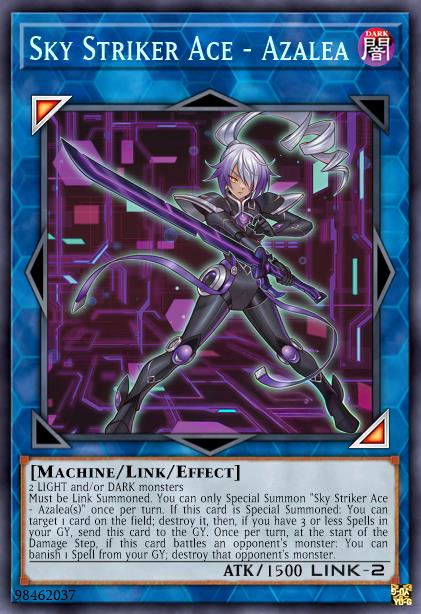 SKY STRIKER ACE - AZALEA
DARK
闇
[MACHINE/LINK/EFFECT]
2 LIGHT and/or DARK monsters
Must be Link Summoned. You can only Special Summon "Sky Striker Ace
- Azalea(s)" once per turn. If this card is Special Summoned: You can
target 1 card on the field; destroy it, then, if you have 3 or less Spells in
your GY, send this card to the GY. Once per turn, at the start of the
Damage Step, if this card battles an opponent's monster: You can
banish 1 Spell from your GY; destroy that opponent's monster.
ATK/1500 LINK-2
98462037